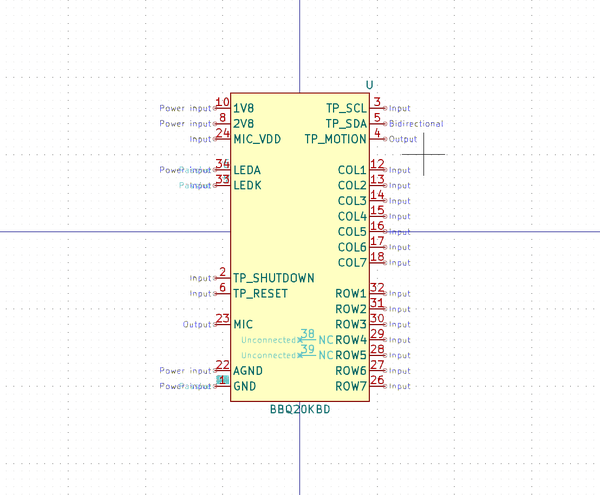 U
Power input 10 1V8 TP_SCL 3 Input
Power input 8 2V8 TP_SDA 5 Bidirectional
Input 24 MIC_VDD TP_MOTION 4 Output
Power input 34 LEDA COL1 12 Input
33 LEDK COL2 13 Input
COL3 14 Input
COL4 15 Input
COL5 16 Input
COL6 17 Input
COL7 18 Input
Input 2 TP_SHUTDOWN
Input 6 TP_RESET ROW1 32 Input
ROW2 31 Input
Output 23 MIC ROW3 30 Input
Unconnected 38 NC ROW4 29 Input
Unconnected 39 NC ROW5 28 Input
Power input 22 AGND ROW6 27 Input
Power input 1 GND ROW7 26 Input
BBQ20KBD